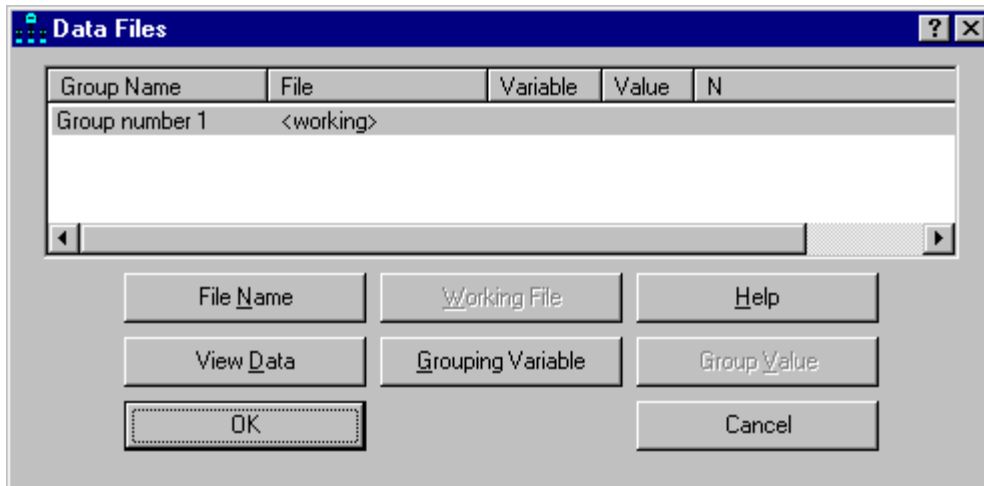 Data Files
Group Name File Variable Value N
Group number 1 <working>
File Name Working File Help
View Data Grouping Variable Group Value
OK Cancel